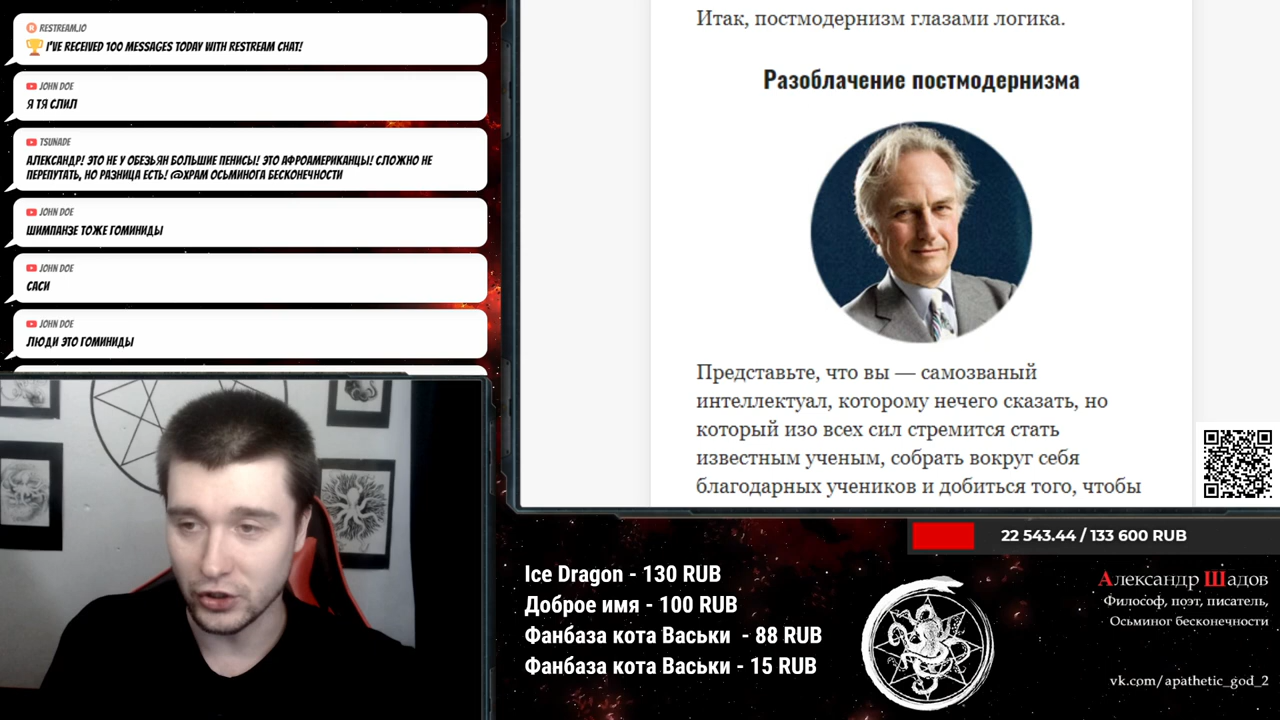 RESTREAM.IO
I'VE RECEIVED 100 MESSAGES TODAY WITH RESTREAM CHAT!
JOHN DOE
Я ТЯ СЛИЛ
TSUNADE
АЛЕКСАНДР! ЭТО НЕ У ОБЕЗЬЯН БОЛЬШИЕ ПЕНИСЫ! ЭТО АФРОАМЕРИКАНЦЫ! СЛОЖНО НЕ
ПЕРЕПУТАТЬ, НО РАЗНИЦА ЕСТЬ! @ХРАМ ОСЬМИНОГА БЕСКОНЕЧНОСТИ
JOHN DOE
ШИМПАНЗЕ ТОЖЕ ГОМИНИДЫ
JOHN DOE
САСИ
JOHN DOE
ЛЮДИ ЭТО ГОМИНИДЫ
Итак, постмодернизм глазами логика.
Разоблачение постмодернизма
Представьте, что вы — самозваный
интеллектуал, которому нечего сказать, но
который изо всех сил стремится стать
известным ученым, собрать вокруг себя
благодарных учеников и добиться того, чтобы
22 543.44 / 133 600 RUB
Ice Dragon - 130 RUB
Доброе имя - 100 RUB
Фанбаза кота Васьки - 88 RUB
Фанбаза кота Васьки - 15 RUB
Александр Шадов
Философ, поэт, писатель,
Осьминог бесконечности
vk.com/apathetic_god_2